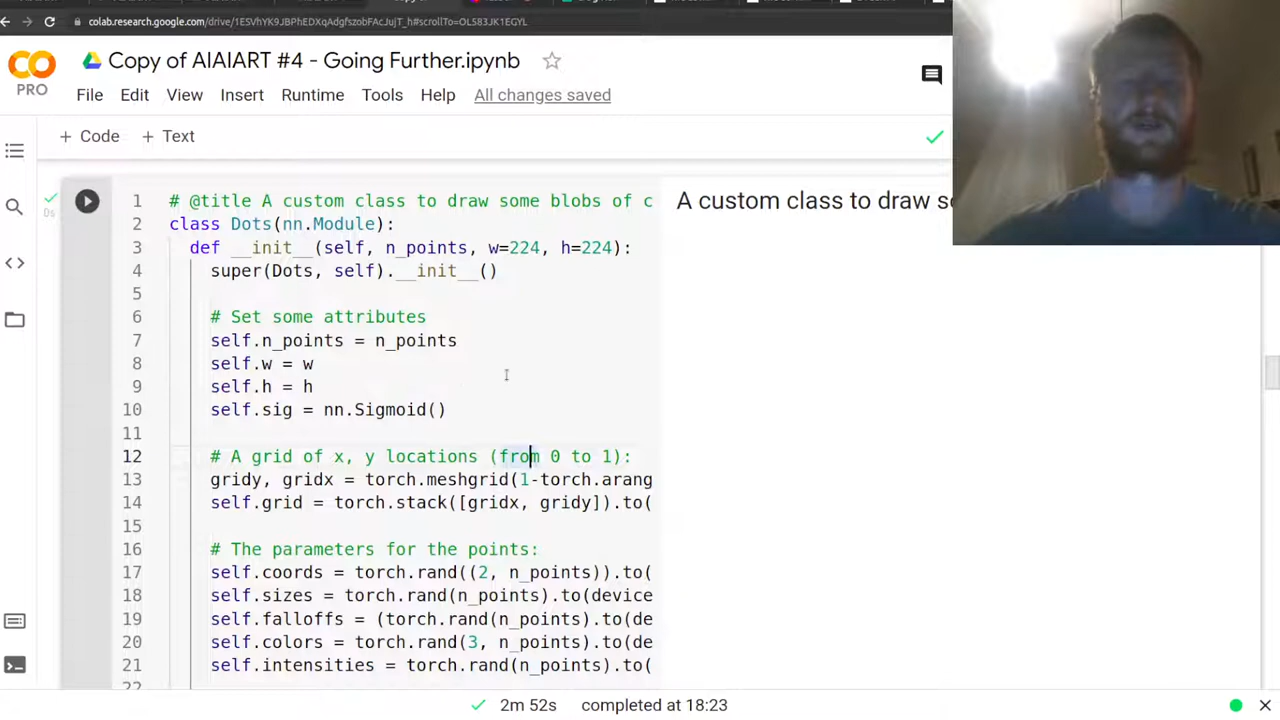 colab.research.google.com/drive/1ESVhYK9JBPhEDXqAdgfszobFAcJujT_h#scrollTo=OL583JK1EGYL
PRO
Copy of AIAIART #4 - Going Further.ipynb
File Edit View Insert Runtime Tools Help All changes saved
+ Code + Text
0s
1 # @title A custom class to draw some blobs of c
2 class Dots(nn.Module):
3 def __init__(self, n_points, w=224, h=224):
4 super(Dots, self).__init__()
5
6 # Set some attributes
7 self.n_points = n_points
8 self.w = w
9 self.h = h
10 self.sig = nn.Sigmoid()
11
12 # A grid of x, y locations (from 0 to 1):
13 gridy, gridx = torch.meshgrid(1-torch.arang
14 self.grid = torch.stack([gridx, gridy]).to(
15
16 # The parameters for the points:
17 self.coords = torch.rand((2, n_points)).to(
18 self.sizes = torch.rand(n_points).to(device
19 self.falloffs = (torch.rand(n_points).to(de
20 self.colors = torch.rand(3, n_points).to(de
21 self.intensities = torch.rand(n_points).to(
22
A custom class to draw s
2m 52s completed at 18:23